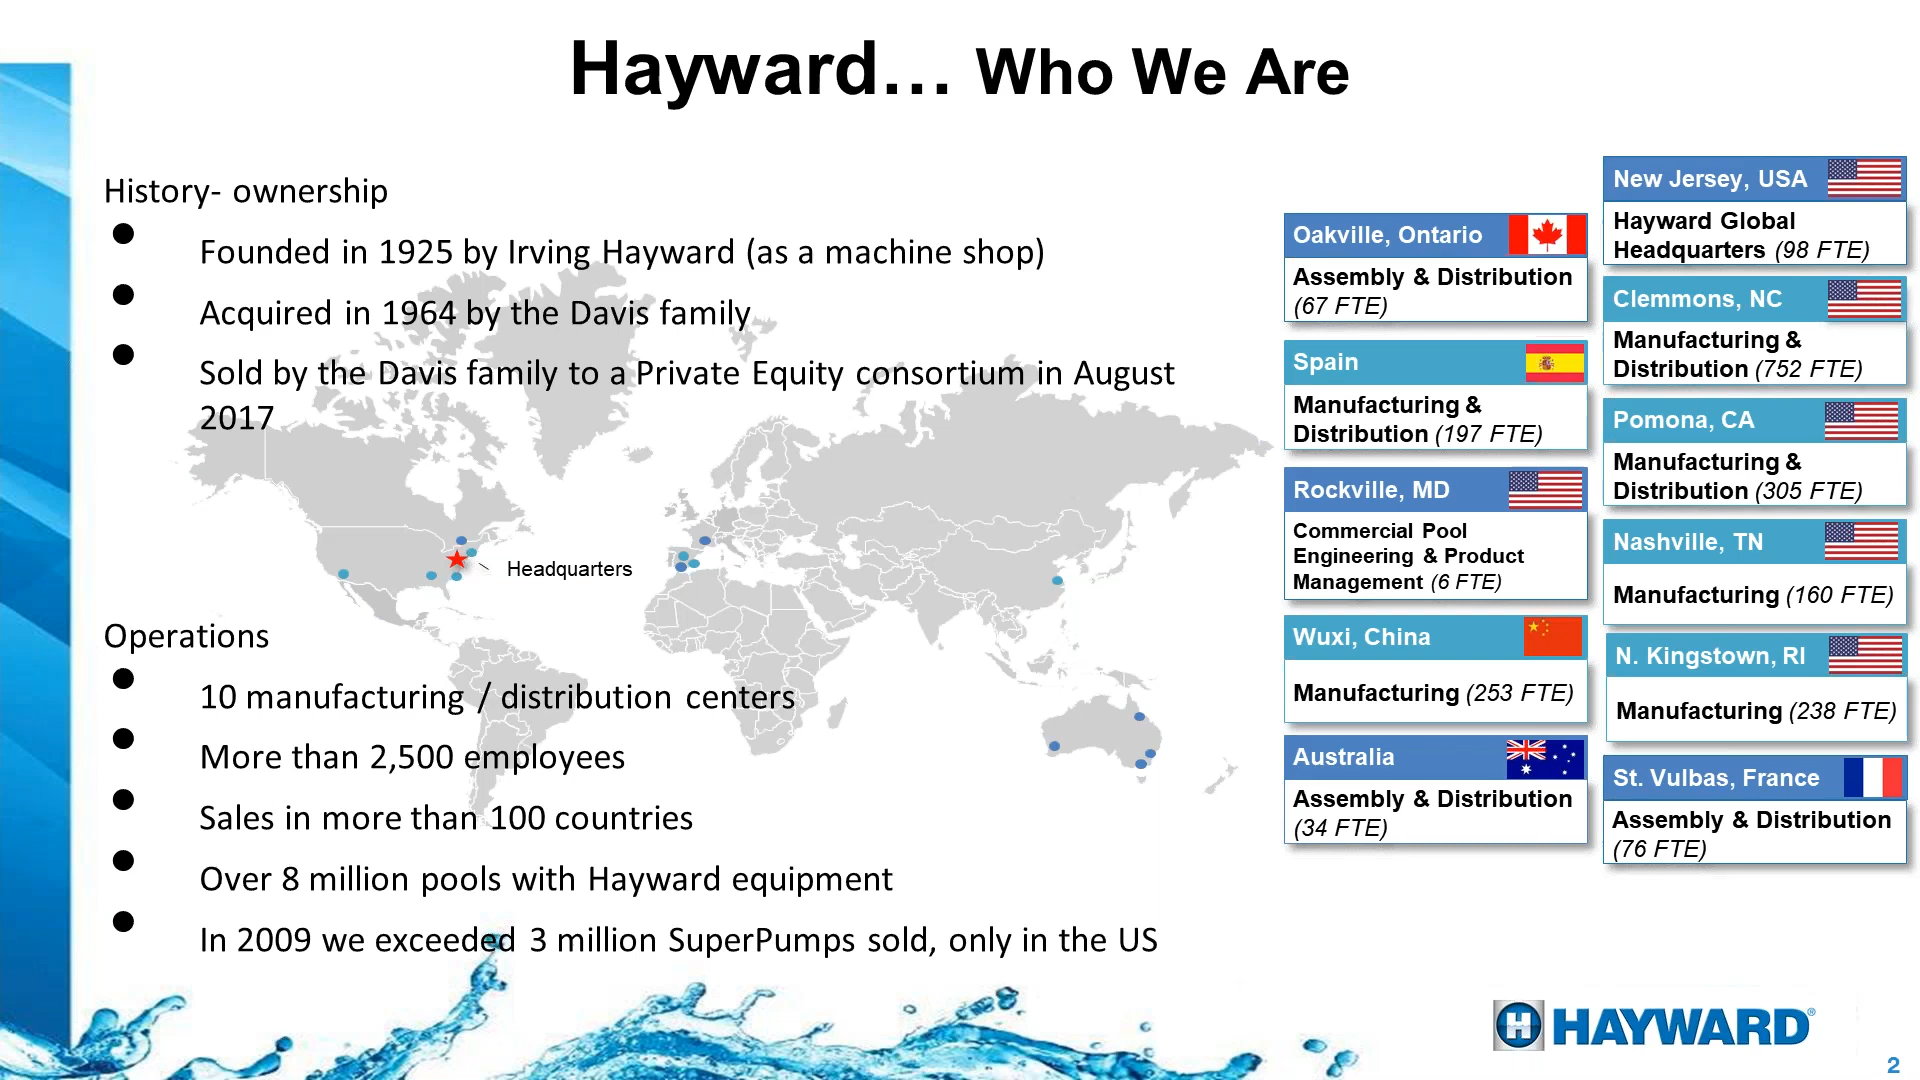 Hayward… Who We Are
History- ownership
● Founded in 1925 by Irving Hayward (as a machine shop)
● Acquired in 1964 by the Davis family
● Sold by the Davis family to a Private Equity consortium in August
2017
Headquarters
Operations
● 10 manufacturing / distribution centers
● More than 2,500 employees
● Sales in more than 100 countries
● Over 8 million pools with Hayward equipment
● In 2009 we exceeded 3 million SuperPumps sold, only in the US
Oakville, Ontario
Assembly & Distribution
(67 FTE)
Spain
Manufacturing &
Distribution (197 FTE)
Rockville, MD
Commercial Pool
Engineering & Product
Management (6 FTE)
Wuxi, China
Manufacturing (253 FTE)
Australia
Assembly & Distribution
(34 FTE)
New Jersey, USA
Hayward Global
Headquarters (98 FTE)
Clemmons, NC
Manufacturing &
Distribution (752 FTE)
Pomona, CA
Manufacturing &
Distribution (305 FTE)
Nashville, TN
Manufacturing (160 FTE)
N. Kingstown, RI
Manufacturing (238 FTE)
St. Vulbas, France
Assembly & Distribution
(76 FTE)
H HAYWARD®
2